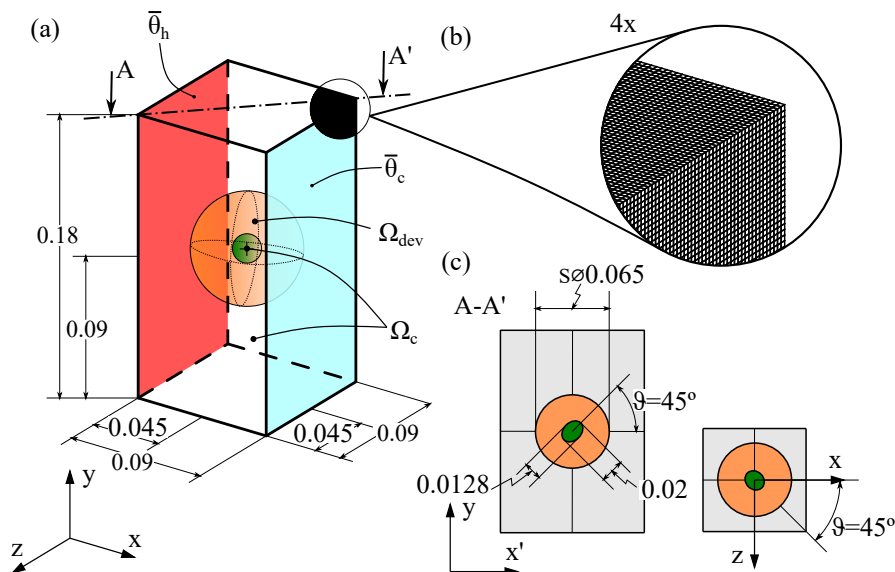 (a)
θ̅h
A
A'
(b)
4x
θ̅c
0.18
Ωdev
0.09
Ωc
(c)
s⌀0.065
A-A'
0.045
0.09
0.045
0.09
ϑ=45º
0.0128
0.02
y
x
z
y
x'
x
z
ϑ=45º